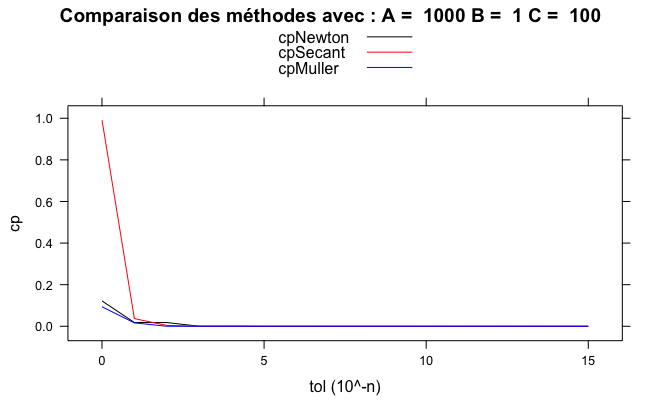 Comparaison des méthodes avec : A =  1000 B =  1 C =  100
cpNewton
cpSecant
cpMuller
cp
1.0
0.8
0.6
0.4
0.2
0.0
0 5 10 15
tol (10^-n)